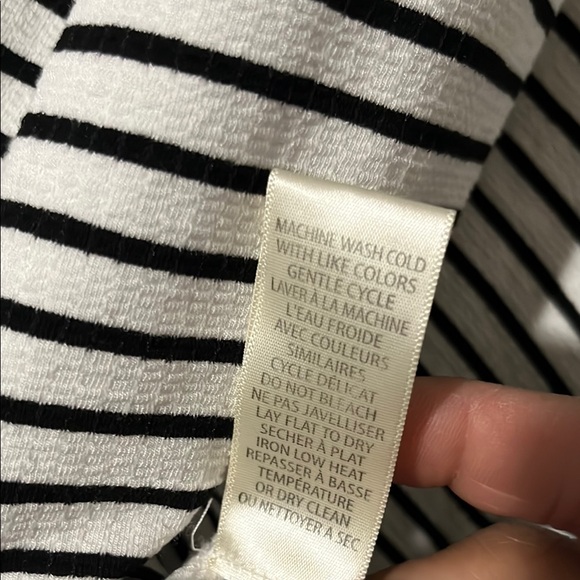 MACHINE WASH COLD
WITH LIKE COLORS
GENTLE CYCLE
LAVER À LA MACHINE
L'EAU FROIDE
AVEC COULEURS
SIMILAIRES
CYCLE DÉLICAT
DO NOT BLEACH
NE PAS JAVELLISER
LAY FLAT TO DRY
SECHER À PLAT
IRON LOW HEAT
REPASSER À BASSE
TEMPÉRATURE
OR DRY CLEAN
OU NETTOYER A SEC